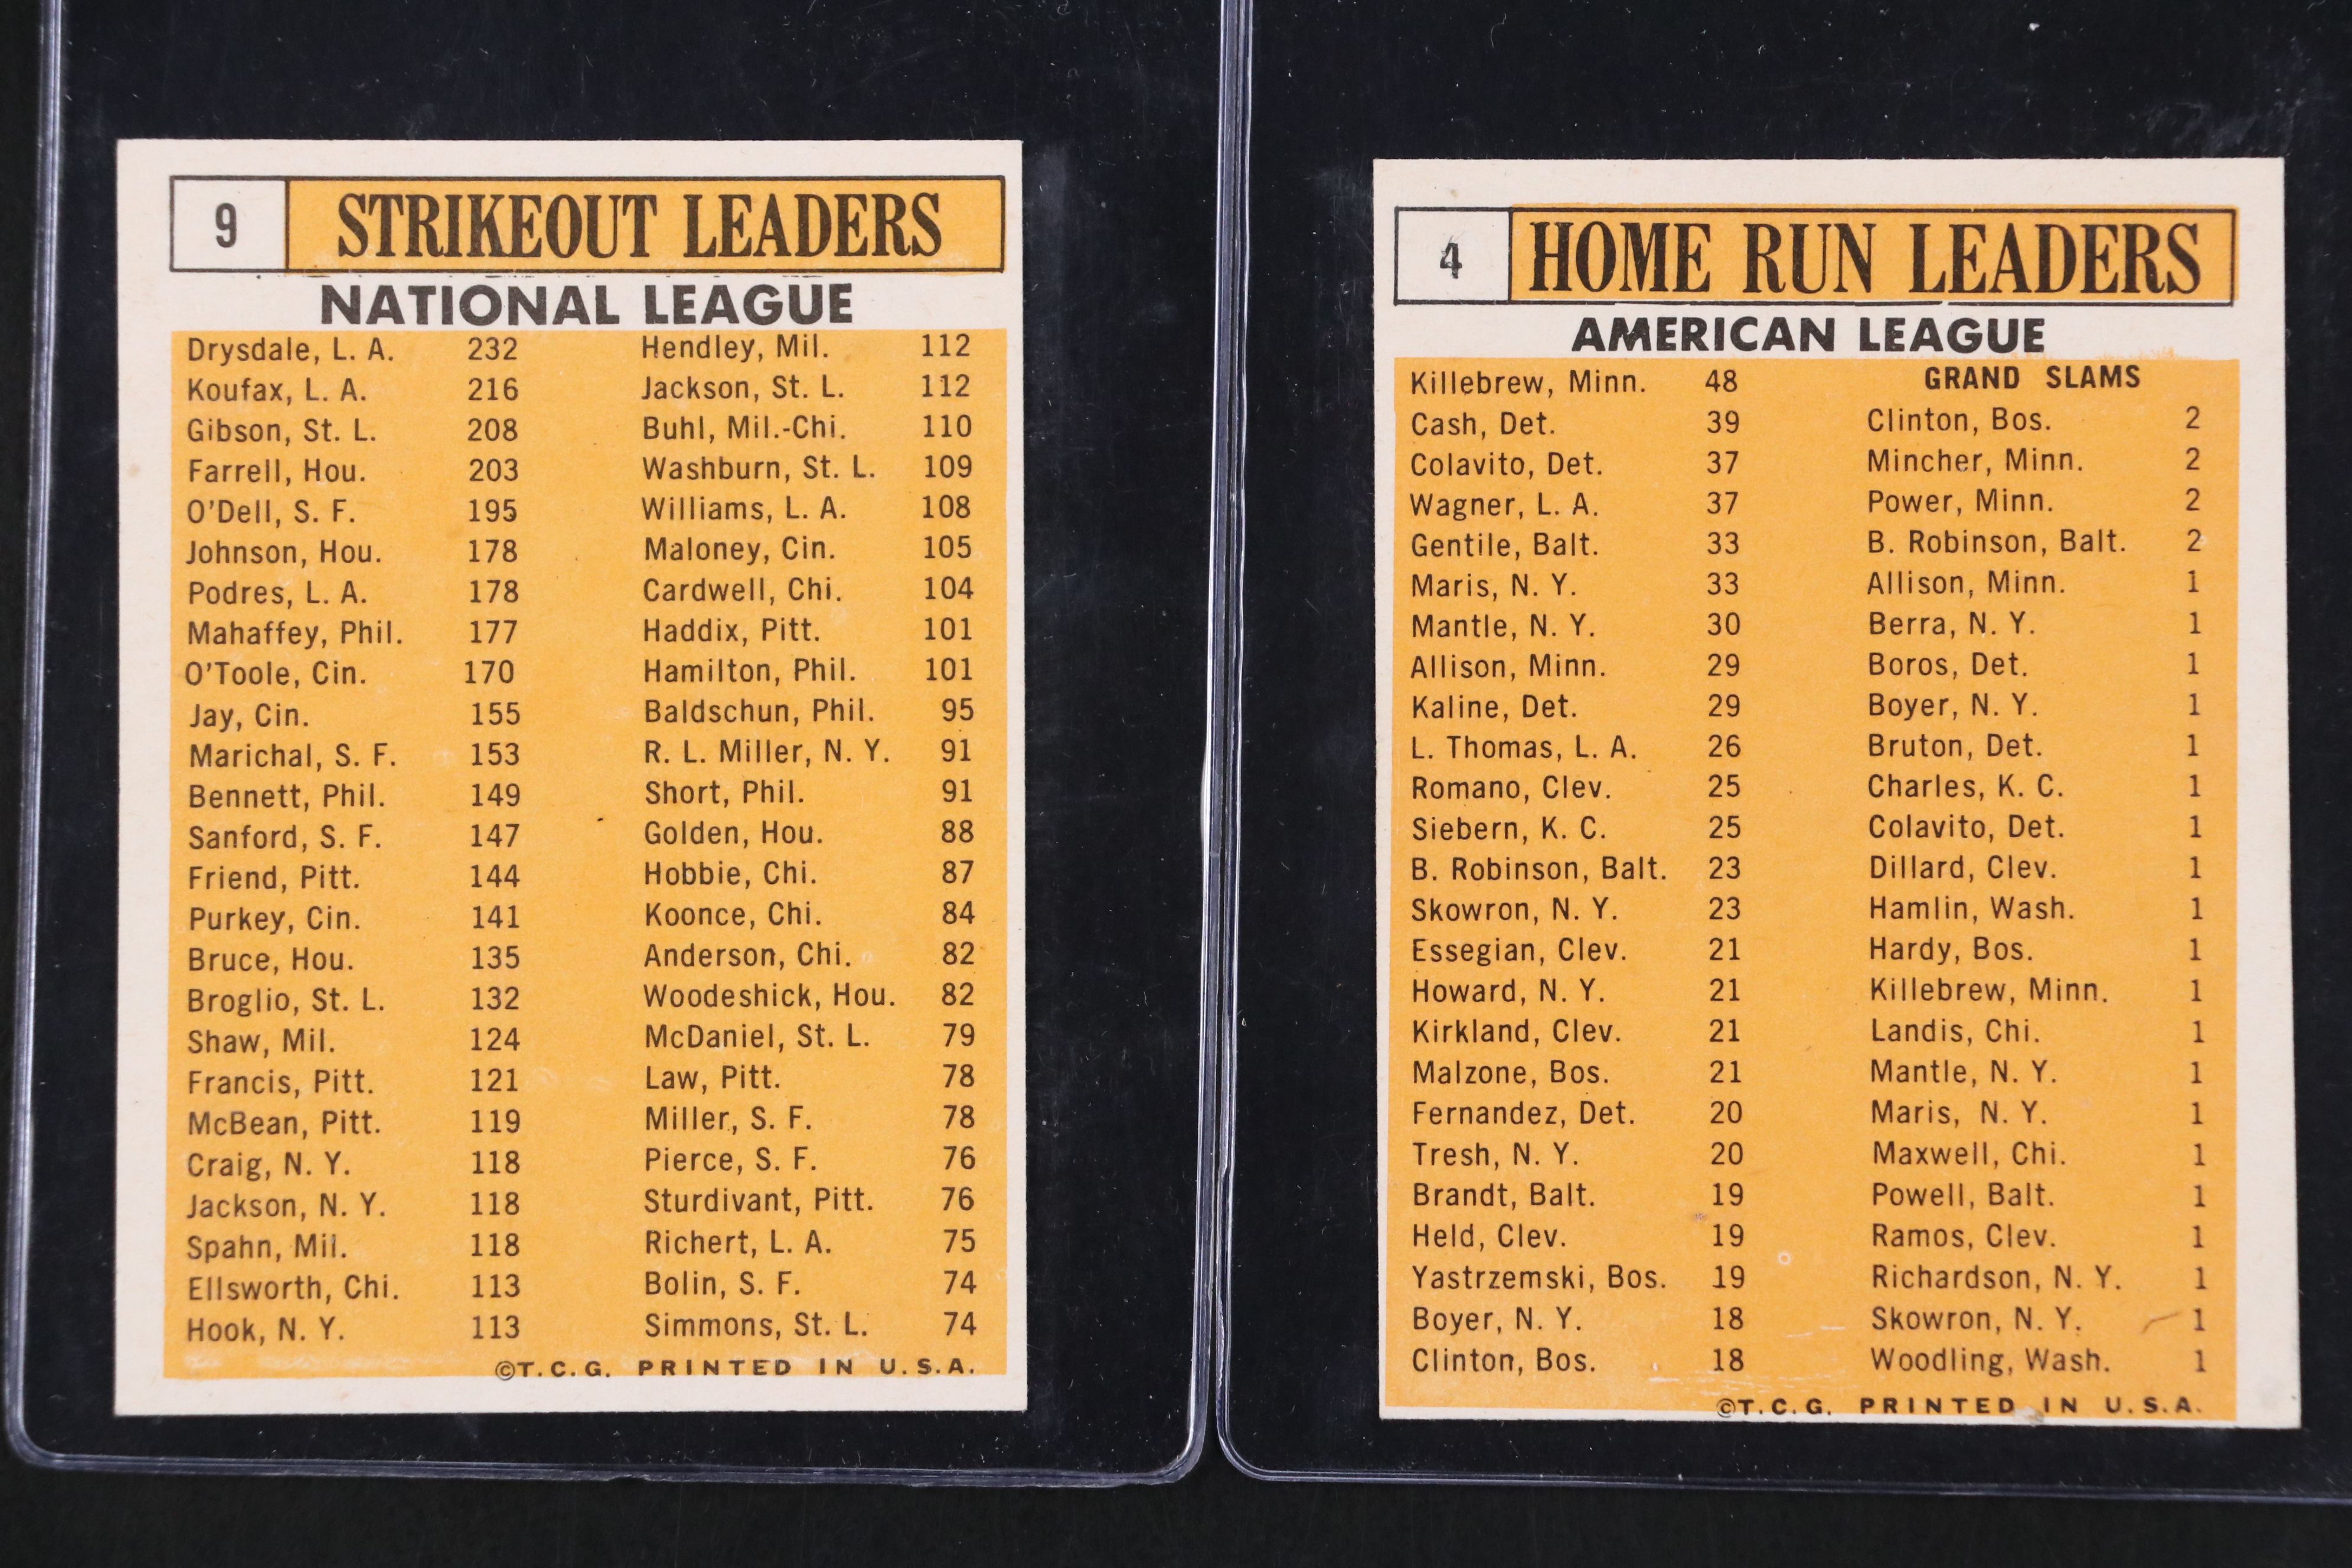 9 STRIKEOUT LEADERS
NATIONAL LEAGUE
Drysdale, L. A. 232 Hendley, Mil. 112
Koufax, L. A. 216 Jackson, St. L. 112
Gibson, St. L. 208 Buhl, Mil.-Chi. 110
Farrell, Hou. 203 Washburn, St. L. 109
O'Dell, S. F. 195 Williams, L. A. 108
Johnson, Hou. 178 Maloney, Cin. 105
Podres, L. A. 178 Cardwell, Chi. 104
Mahaffey, Phil. 177 Haddix, Pitt. 101
O'Toole, Cin. 170 Hamilton, Phil. 101
Jay, Cin. 155 Baldschun, Phil. 95
Marichal, S. F. 153 R. L. Miller, N. Y. 91
Bennett, Phil. 149 Short, Phil. 91
Sanford, S. F. 147 Golden, Hou. 88
Friend, Pitt. 144 Hobbie, Chi. 87
Purkey, Cin. 141 Koonce, Chi. 84
Bruce, Hou. 135 Anderson, Chi. 82
Broglio, St. L. 132 Woodeshick, Hou. 82
Shaw, Mil. 124 McDaniel, St. L. 79
Francis, Pitt. 121 Law, Pitt. 78
McBean, Pitt. 119 Miller, S. F. 78
Craig, N. Y. 118 Pierce, S. F. 76
Jackson, N. Y. 118 Sturdivant, Pitt. 76
Spahn, Mil. 118 Richert, L. A. 75
Ellsworth, Chi. 113 Bolin, S. F. 74
Hook, N. Y. 113 Simmons, St. L. 74
©T.C.G. PRINTED IN U.S.A.
4 HOME RUN LEADERS
AMERICAN LEAGUE
Killebrew, Minn. 48 GRAND SLAMS
Cash, Det. 39 Clinton, Bos. 2
Colavito, Det. 37 Mincher, Minn. 2
Wagner, L. A. 37 Power, Minn. 2
Gentile, Balt. 33 B. Robinson, Balt. 2
Maris, N. Y. 33 Allison, Minn. 1
Mantle, N. Y. 30 Berra, N. Y. 1
Allison, Minn. 29 Boros, Det. 1
Kaline, Det. 29 Boyer, N. Y. 1
L. Thomas, L. A. 26 Bruton, Det. 1
Romano, Clev. 25 Charles, K. C. 1
Siebern, K. C. 25 Colavito, Det. 1
B. Robinson, Balt. 23 Dillard, Clev. 1
Skowron, N. Y. 23 Hamlin, Wash. 1
Essegian, Clev. 21 Hardy, Bos. 1
Howard, N. Y. 21 Killebrew, Minn. 1
Kirkland, Clev. 21 Landis, Chi. 1
Malzone, Bos. 21 Mantle, N. Y. 1
Fernandez, Det. 20 Maris, N. Y. 1
Tresh, N. Y. 20 Maxwell, Chi. 1
Brandt, Balt. 19 Powell, Balt. 1
Held, Clev. 19 Ramos, Clev. 1
Yastrzemski, Bos. 19 Richardson, N. Y. 1
Boyer, N. Y. 18 Skowron, N. Y. 1
Clinton, Bos. 18 Woodling, Wash. 1
©T.C.G. PRINTED IN U.S.A.